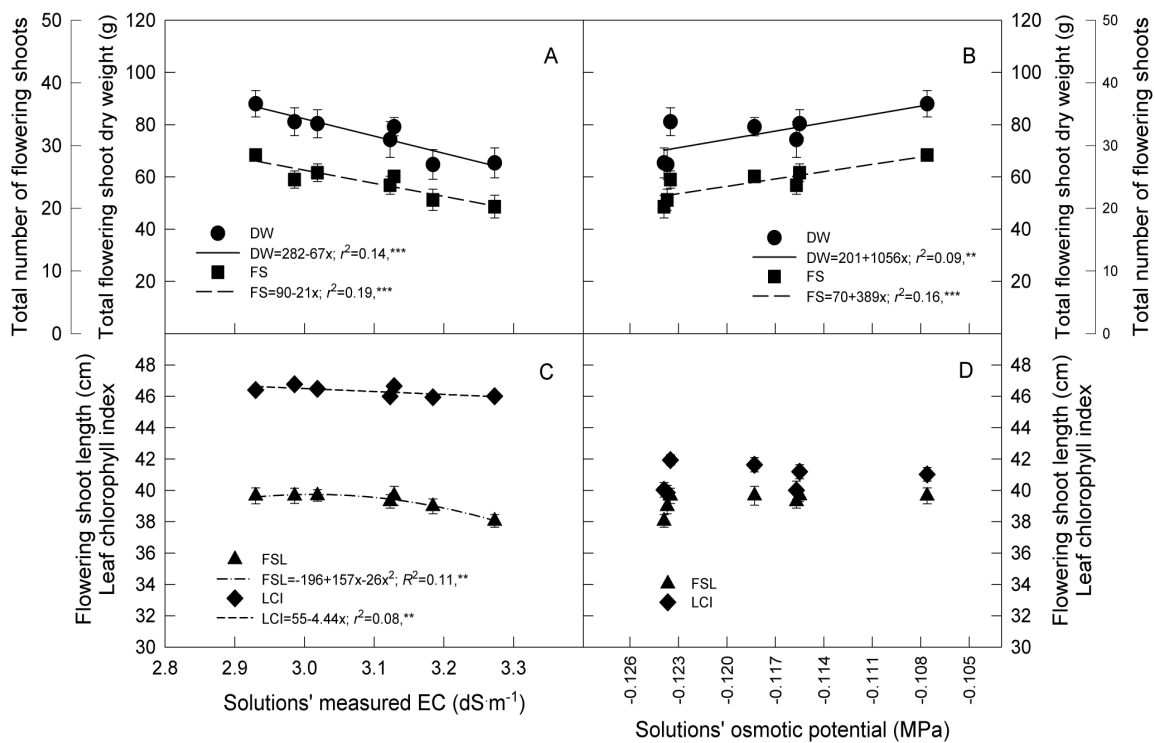 Total number of flowering shoots
50
40
30
20
10
0
Total flowering shoot dry weight (g)
120
100
80
60
40
20
A
DW
DW=282-67x; r²=0.14,***
FS
FS=90-21x; r²=0.19,***
B
DW
DW=201+1056x; r²=0.09,**
FS
FS=70+389x; r²=0.16,***
120
100
80
60
40
20
0
Total flowering shoot dry weight (g)
50
40
30
20
10
0
Total number of flowering shoots
Flowering shoot length (cm)
Leaf chlorophyll index
48
46
44
42
40
38
36
34
32
30
C
FSL
FSL=-196+157x-26x²; R²=0.11,**
LCI
LCI=55-4.44x; r²=0.08,**
D
FSL
LCI
48
46
44
42
40
38
36
34
32
30
Flowering shoot length (cm)
Leaf chlorophyll index
2.8 2.9 3.0 3.1 3.2 3.3
Solutions' measured EC (dS·m⁻¹)
-0.126 -0.123 -0.120 -0.117 -0.114 -0.111 -0.108 -0.105
Solutions' osmotic potential (MPa)